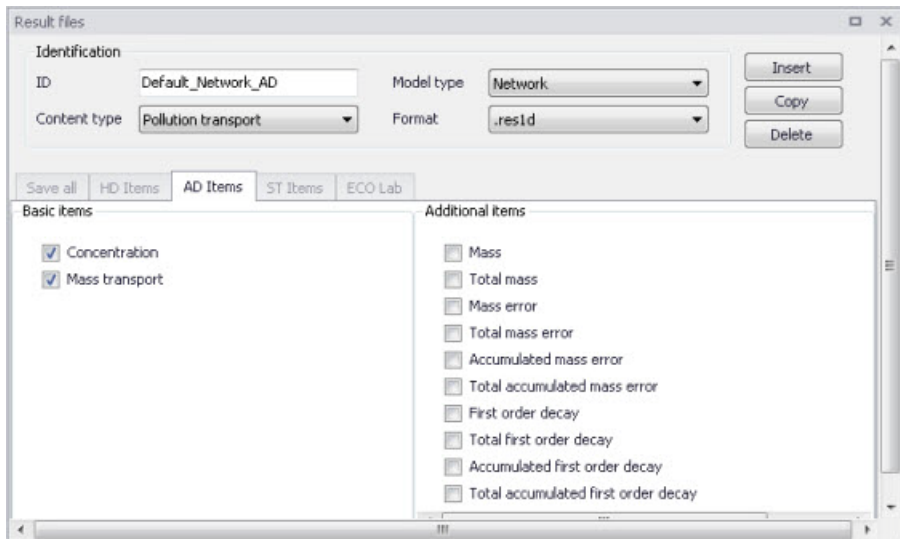 Result files
Identification
ID Default_Network_AD Model type Network Insert
Copy
Content type Pollution transport Format .res1d
Delete
Save all HD Items AD Items ST Items ECO Lab
Basic items
Concentration
Mass transport
Additional items
Mass
Total mass
Mass error
Total mass error
Accumulated mass error
Total accumulated mass error
First order decay
Total first order decay
Accumulated first order decay
Total accumulated first order decay